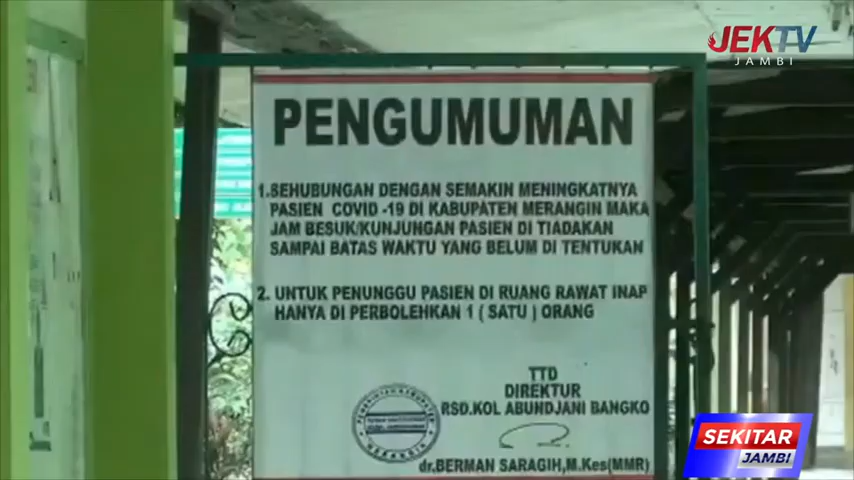 JEKTV
JAMBI
PENGUMUMAN
1.SEHUBUNGAN DENGAN SEMAKIN MENINGKATNYA
PASIEN COVID -19 DI KABUPATEN MERANGIN MAKA
JAM BESUK/KUNJUNGAN PASIEN DI TIADAKAN
SAMPAI BATAS WAKTU YANG BELUM DI TENTUKAN
2. UNTUK PENUNGGU PASIEN DI RUANG RAWAT INAP
HANYA DI PERBOLEHKAN 1 ( SATU ) ORANG
TTD
DIREKTUR
RSD.KOL ABUNDJANI BANGKO
MERANGIN
dr.BERMAN SARAGIH,M.Kes(MMR)
SEKITAR
JAMBI